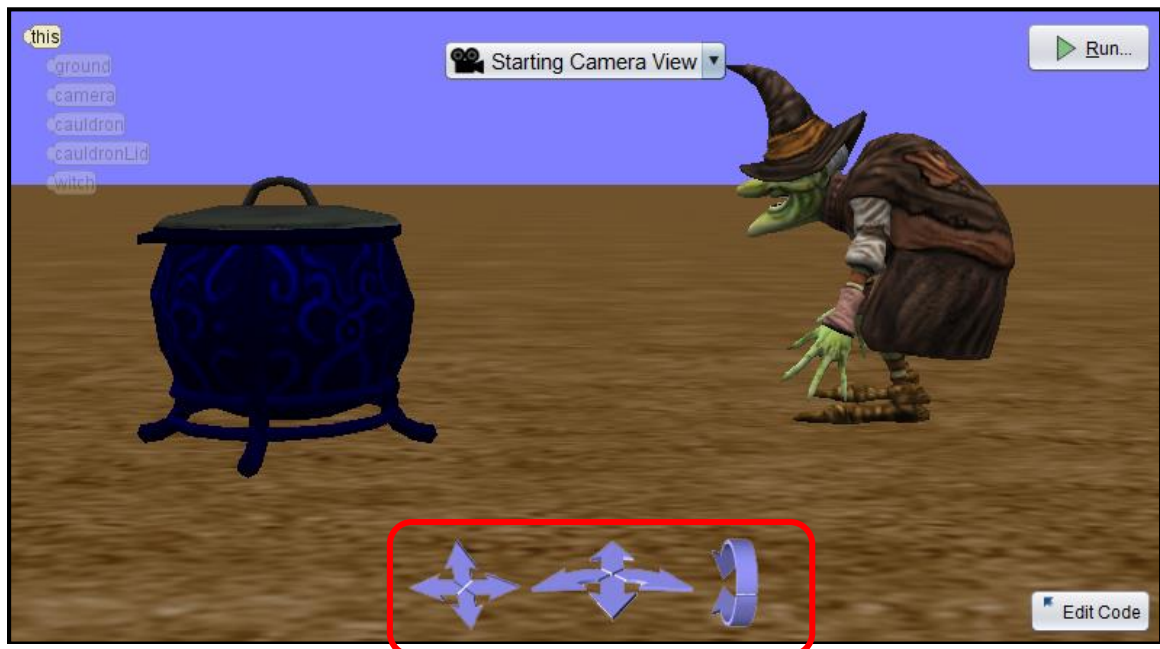 this
ground
camera
cauldron
cauldronLid
witch
Starting Camera View
Run...
Edit Code